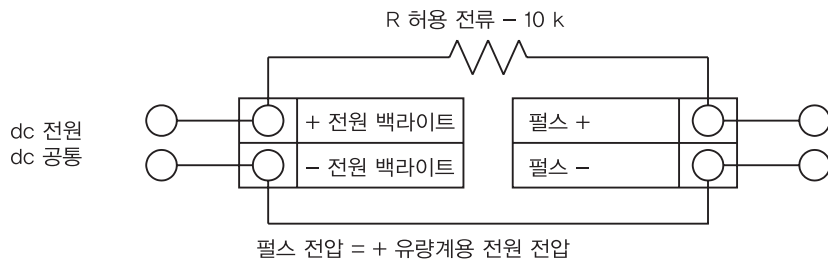 R 허용 전류 – 10 k
dc 전원
dc 공통
+ 전원 백라이트
– 전원 백라이트
펄스 +
펄스 –
펄스 전압 = + 유량계용 전원 전압